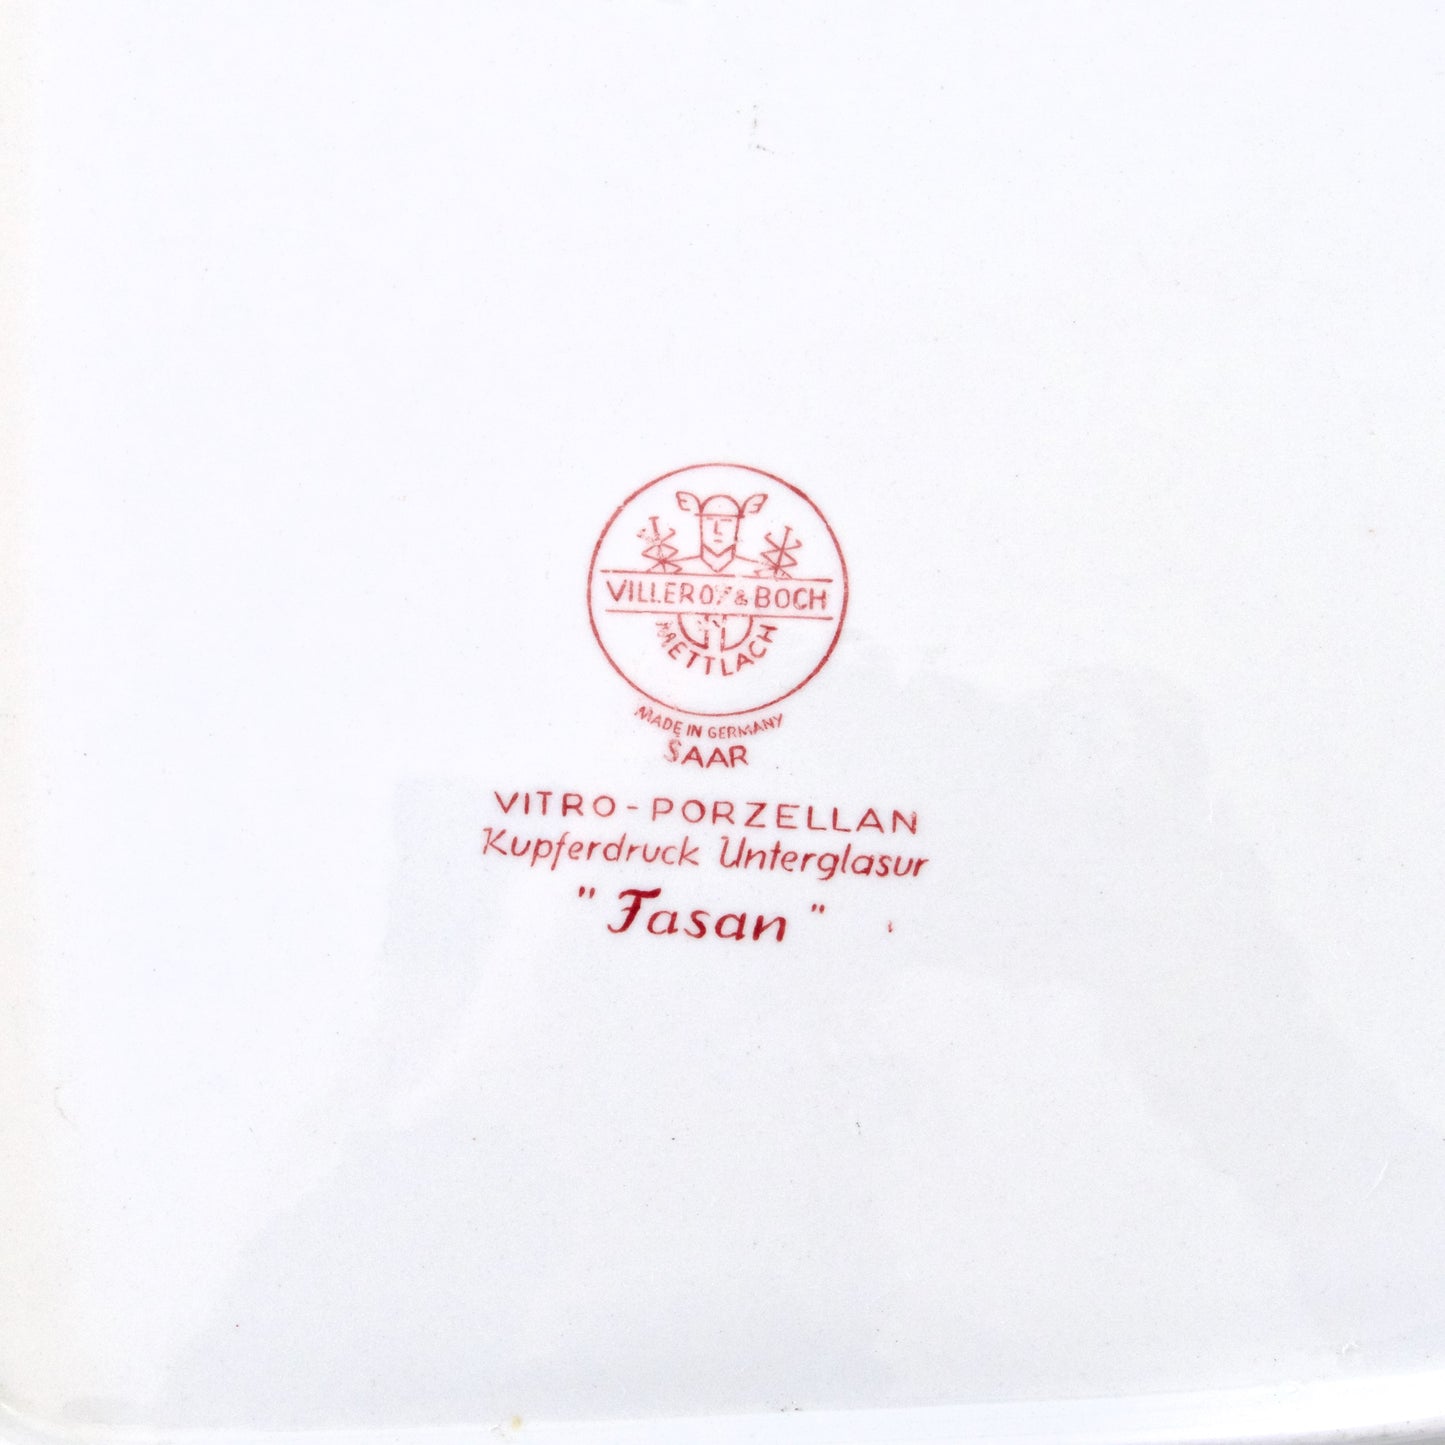 VILLEROY & BOCH
METTLACH
MADE IN GERMANY
SAAR
VITRO-PORZELLAN
Kupferdruck Unterglasur
"Fasan"